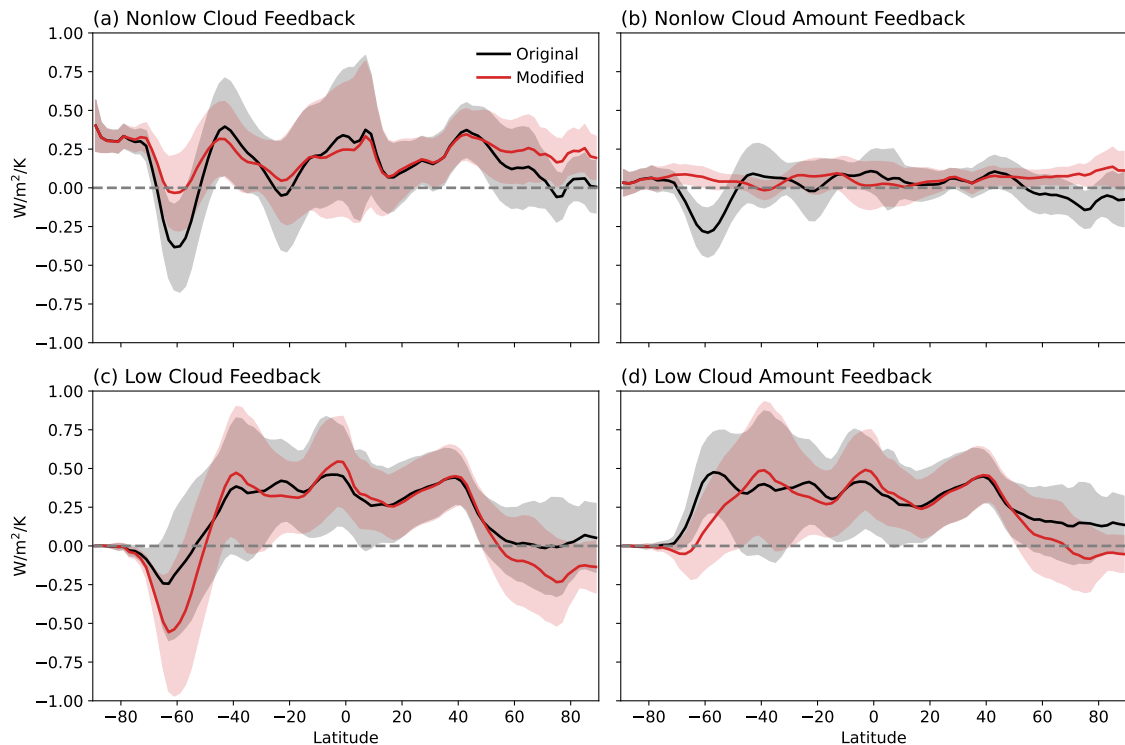 (a) Nonlow Cloud Feedback
(b) Nonlow Cloud Amount Feedback
1.00
0.75
0.50
0.25
0.00
−0.25
−0.50
−0.75
−1.00
W/m²/K
Original
Modified
(c) Low Cloud Feedback
(d) Low Cloud Amount Feedback
1.00
0.75
0.50
0.25
0.00
−0.25
−0.50
−0.75
−1.00
W/m²/K
−80 −60 −40 −20 0 20 40 60 80
Latitude
−80 −60 −40 −20 0 20 40 60 80
Latitude